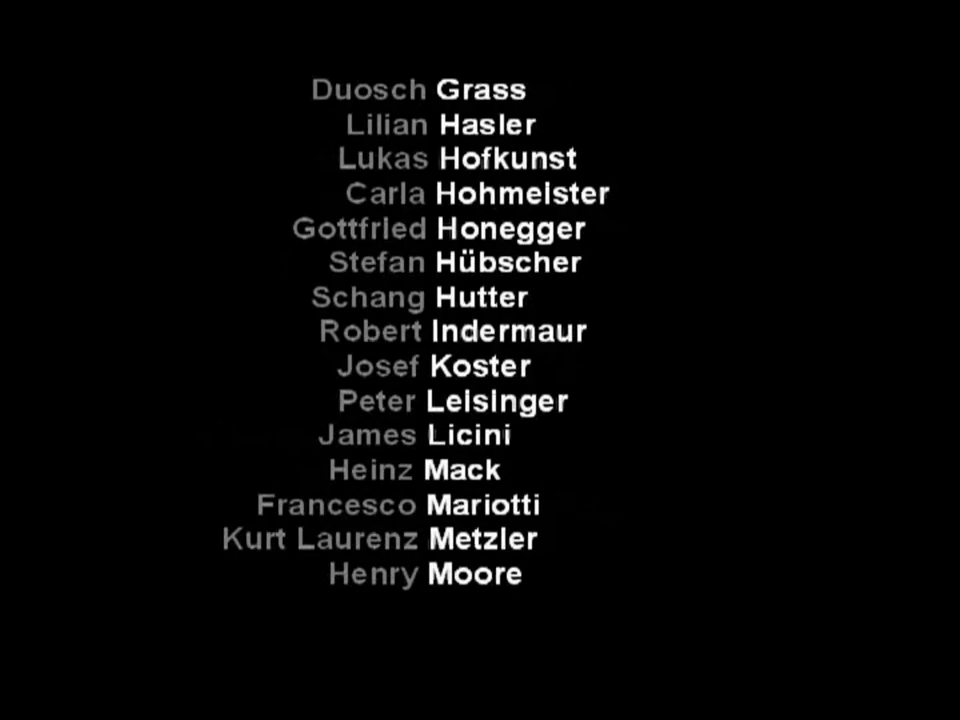 Duosch Grass
Lilian Hasler
Lukas Hofkunst
Carla Hohmeister
Gottfried Honegger
Stefan Hübscher
Schang Hutter
Robert Indermaur
Josef Koster
Peter Leisinger
James Licini
Heinz Mack
Francesco Mariotti
Kurt Laurenz Metzler
Henry Moore